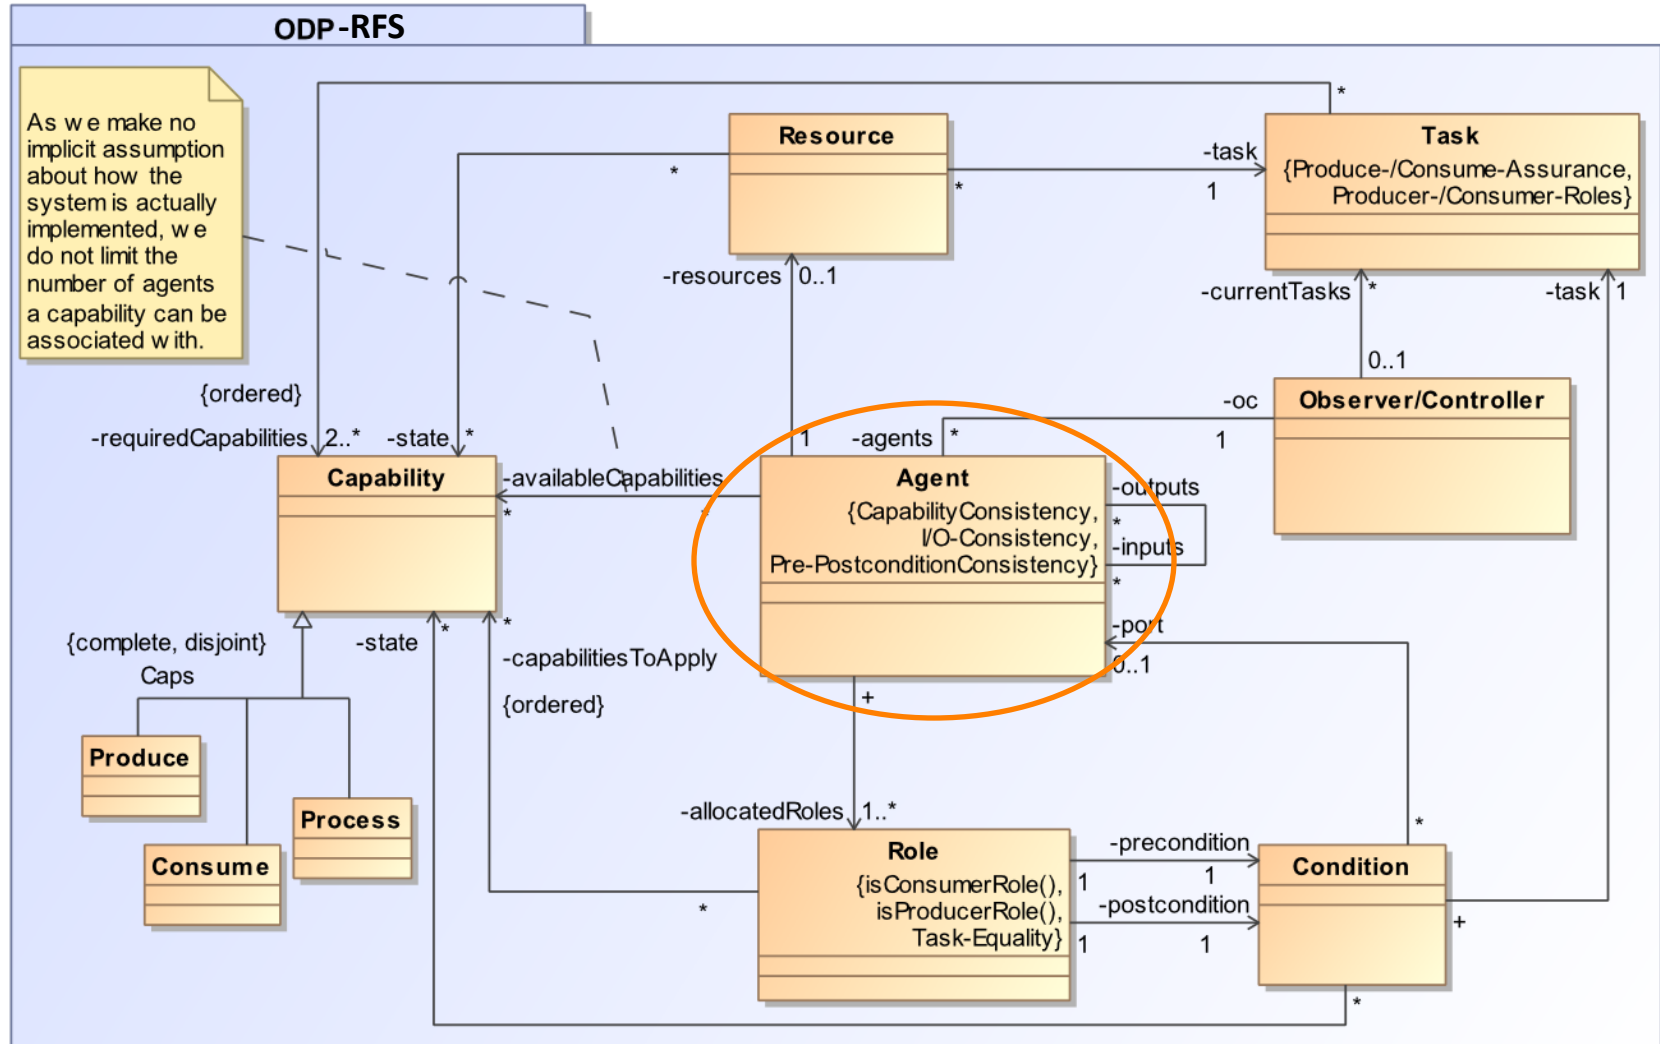 ODP-RFS
As we make no
implicit assumption
about how the
system is actually
implemented, we
do not limit the
number of agents
a capability can be
associated with.
*
Resource
*
-task
*
1
Task
{Produce-/Consume-Assurance,
Producer-/Consumer-Roles}
-resources
0..1
-currentTasks
*
-task
1
0..1
{ordered}
-requiredCapabilities
2..*
-state
*
1
-agents
*
-oc
1
Observer/Controller
Capability
-availableCapabilities
*
*
Agent
{CapabilityConsistency,
I/O-Consistency,
Pre-PostconditionConsistency}
-outputs
*
-inputs
*
-port
0..1
{complete, disjoint}
Caps
-state
*
*
-capabilitiesToApply
{ordered}
+
Produce
Process
Consume
-allocatedRoles
1..*
Role
{isConsumerRole(),
isProducerRole(),
Task-Equality}
*
-precondition
1
1
-postcondition
1
1
*
Condition
+
*